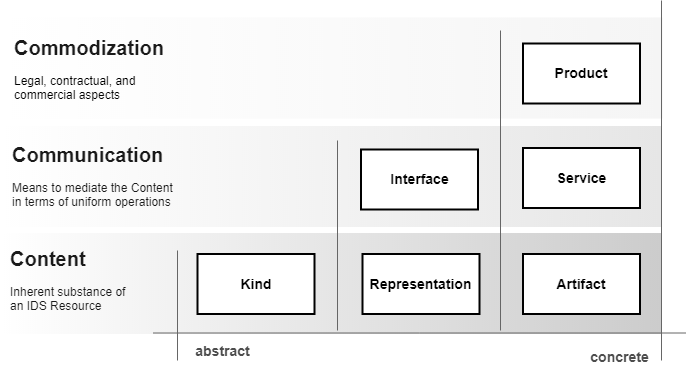 Commodization
Legal, contractual, and
commercial aspects
Product
Communication
Means to mediate the Content
in terms of uniform operations
Interface
Service
Content
Inherent substance of
an IDS Resource
Kind
Representation
Artifact
abstract
concrete